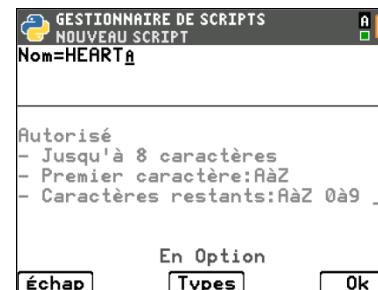 GESTIONNAIRE DE SCRIPTS
NOUVEAU SCRIPT
A
Nom=HEARTA
Autorisé
- Jusqu'à 8 caractères
- Premier caractère:AàZ
- Caractères restants:AàZ 0à9 _
En Option
Échap
Types
Ok